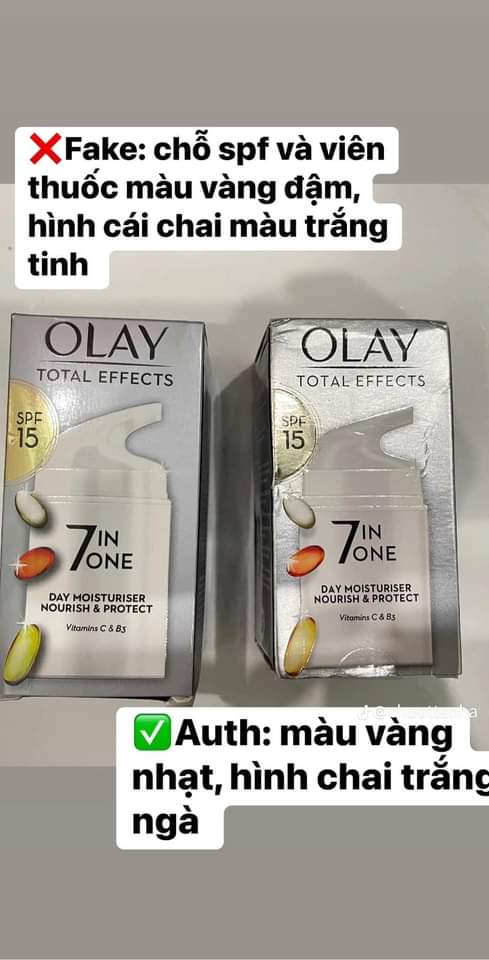 ❌Fake: chỗ spf và viên
thuốc màu vàng đậm,
hình cái chai màu trắng
tinh
OLAY
TOTAL EFFECTS
SPF
15
7 IN
ONE
DAY MOISTURISER
NOURISH & PROTECT
Vitamins C & B3
OLAY
TOTAL EFFECTS
SPF
15
7 IN
ONE
DAY MOISTURISER
NOURISH & PROTECT
Vitamins C & B3
✅Auth: màu vàng
nhạt, hình chai trắng
ngà